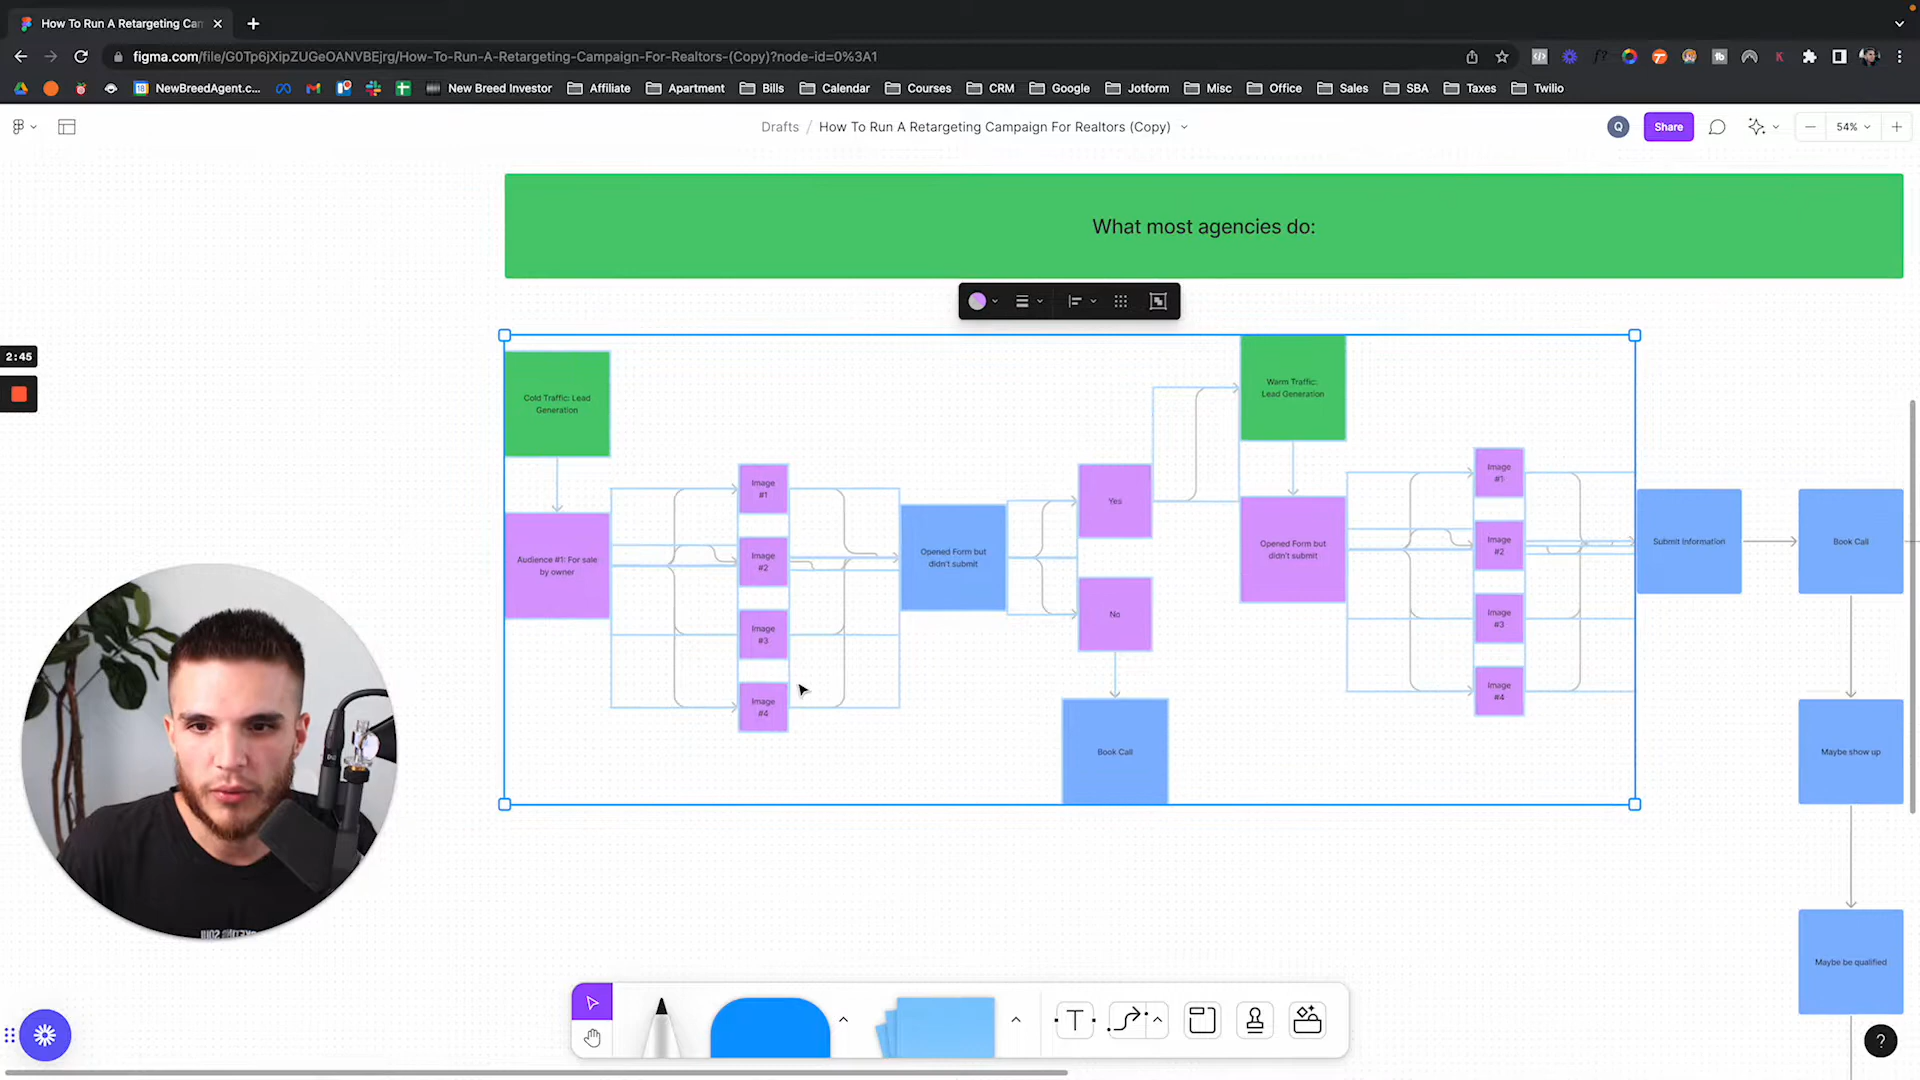 How To Run A Retargeting Ca
figma.com/file/G0Tp6jXipZUGeOANVBEjrg/How-To-Run-A-Retargeting-Campaign-For-Realtors-(Copy)?node-id=0%3A1
NewBreedAgent.c...
New Breed Investor
Affiliate
Apartment
Bills
Calendar
Courses
CRM
Google
Jotform
Misc
Office
Sales
SBA
Taxes
Twilio
Drafts / How To Run A Retargeting Campaign For Realtors (Copy)
Q
Share
54%
What most agencies do:
2:45
Cold Traffic: Lead
Generation
Warm Traffic:
Lead Generation
Audience #1: For sale
by owner
Image
#1
Image
#2
Image
#3
Image
#4
Opened Form but
didn't submit
Yes
No
Book Call
Opened Form but
didn't submit
Image
#1
Image
#2
Image
#3
Image
#4
Submit Information
Book Call
Maybe show up
Maybe be qualified
T
?